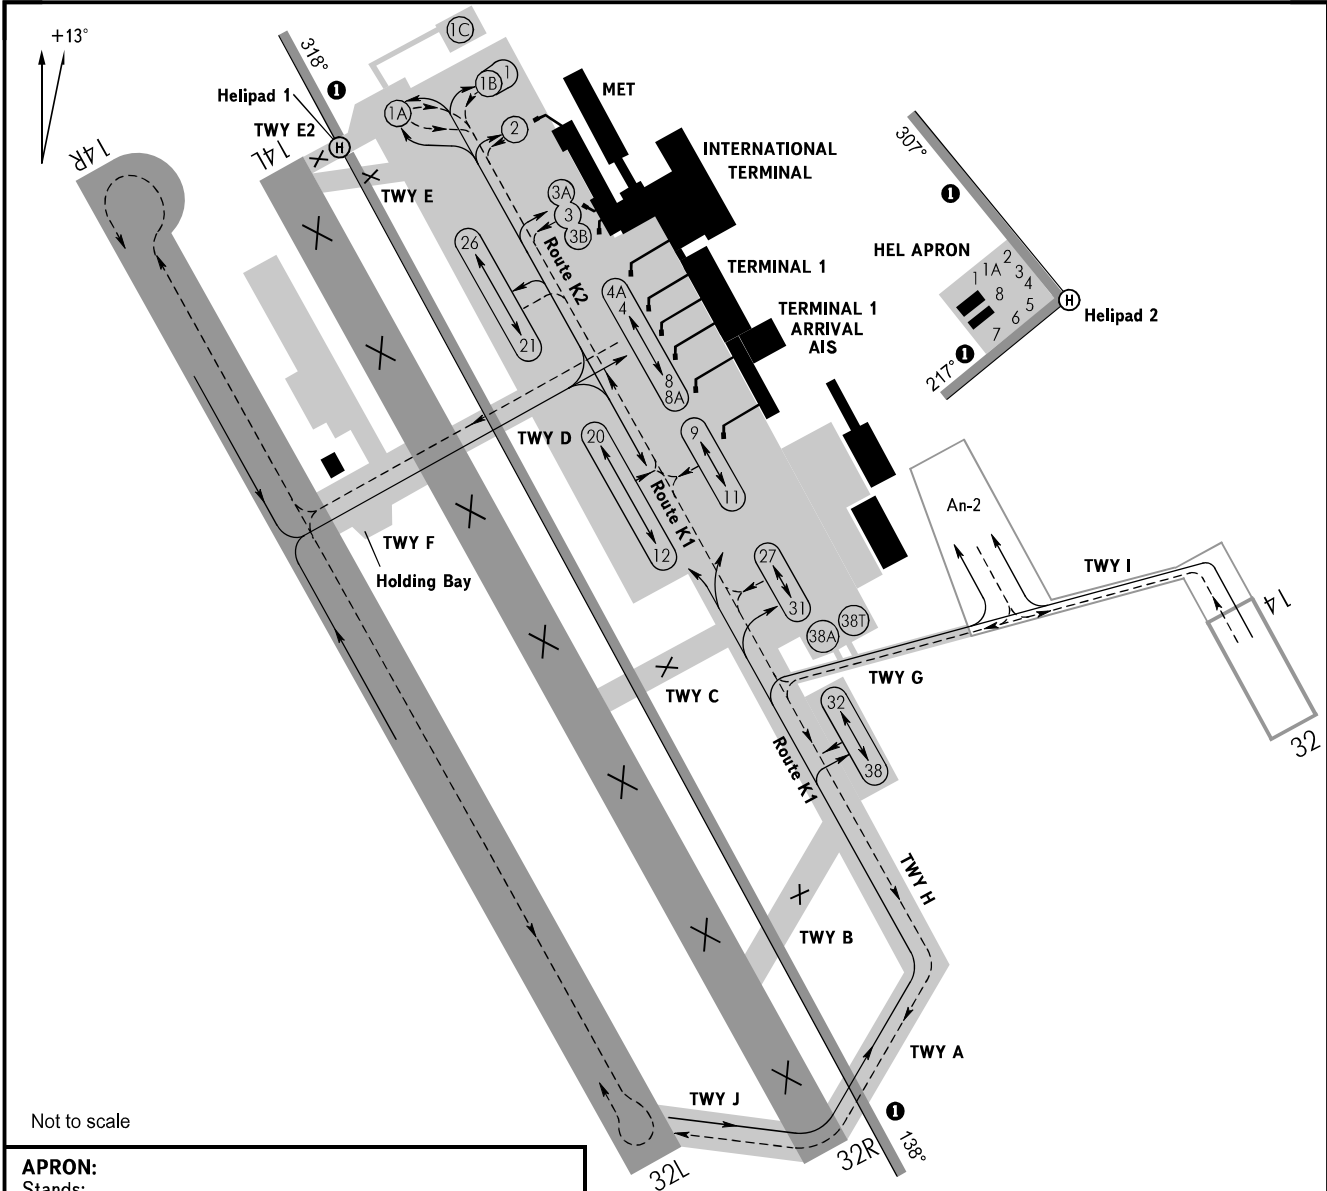 +13°
1C
318°
1
1B
1
Helipad 1
MET
1A
TWY E2
2
14R
14L
H
INTERNATIONAL
TERMINAL
307°
TWY E
3A
1
3
3B
26
Route K2
HEL APRON
2
1A
3
1
4
TERMINAL 1
4A
8
5
H
4
6
Helipad 2
TERMINAL 1
ARRIVAL
AIS
7
21
1
217°
8
8A
TWY D
20
9
11
Route K1
An-2
TWY F
12
27
TWY I
Holding Bay
31
14
38T
38A
TWY C
TWY G
32
Route K1
32
38
TWY H
TWY B
TWY A
TWY J
1
Not to scale
138°
32R
32L
APRON:
Stands: